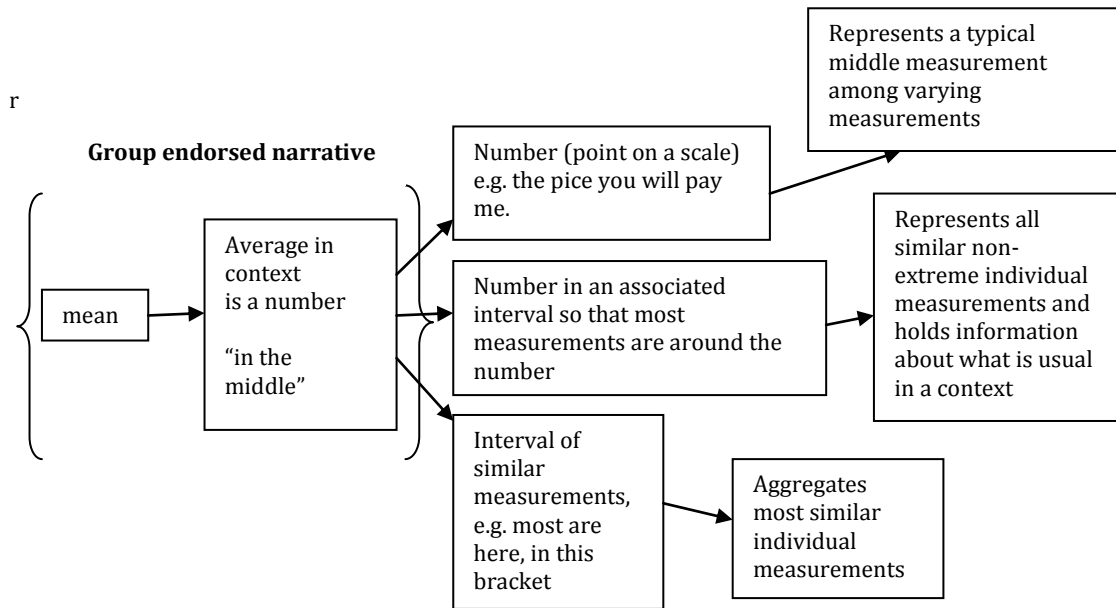 r
Group endorsed narrative
mean
Average in
context
is a number
“in the
middle”
Number (point on a scale)
e.g. the pice you will pay
me.
Represents a typical
middle measurement
among varying
measurements
Number in an associated
interval so that most
measurements are around the
number
Represents all
similar non-
extreme individual
measurements and
holds information
about what is usual
in a context
Interval of
similar
measurements,
e.g. most are
here, in this
bracket
Aggregates
most similar
individual
measurements